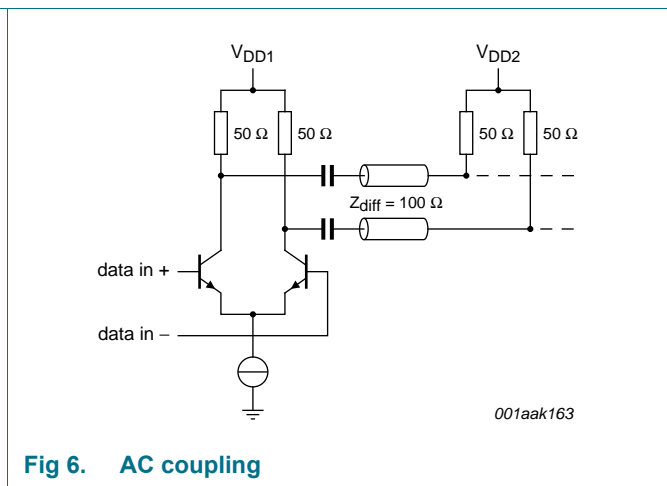 VDD1
VDD2
50 Ω
50 Ω
50 Ω
50 Ω
Zdiff = 100 Ω
data in +
data in −
001aak163
Fig 6. AC coupling